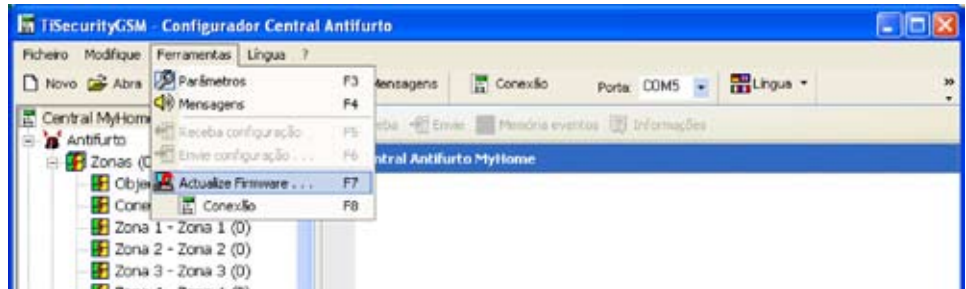 TiSecurityGSM - Configurador Central Antifurto
Ficheiro Modifique Ferramentas Língua ?
Novo Abra Mensagens Conexão Porta: COM5 Língua »
Parâmetros F3
Mensagens F4
Receba configuração F5
Envie configuração . . . F6
Actualize Firmware . . . F7
Conexão F8
Envie Memória eventos Informações
Central MyHome
Antifurto
Central Antifurto MyHome
Zonas
Zona 1 - Zona 1 (0)
Zona 2 - Zona 2 (0)
Zona 3 - Zona 3 (0)